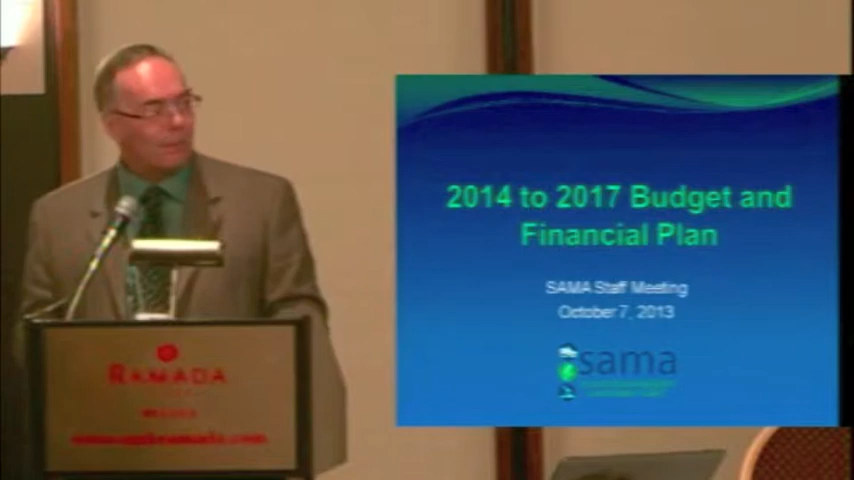 2014 to 2017 Budget and
Financial Plan
SAMA Staff Meeting
October 7, 2013
sama
RAMADA